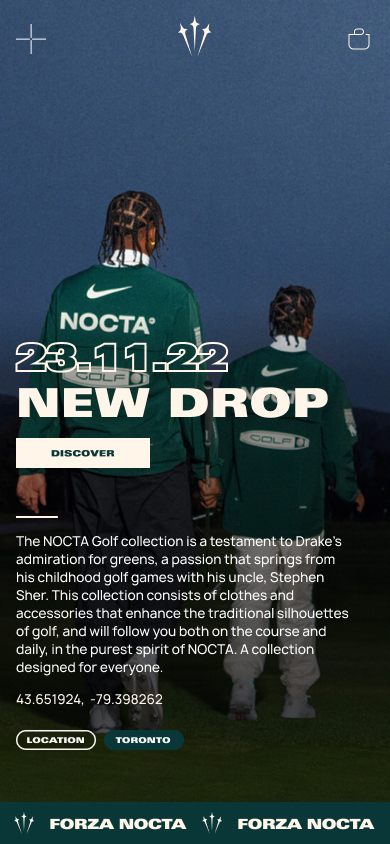 NOCTA®
GOLF
GOLF
23.11.22
NEW DROP
DISCOVER
The NOCTA Golf collection is a testament to Drake's
admiration for greens, a passion that springs from
his childhood golf games with his uncle, Stephen
Sher. This collection consists of clothes and
accessories that enhance the traditional silhouettes
of golf, and will follow you both on the course and
daily, in the purest spirit of NOCTA. A collection
designed for everyone.
43.651924, -79.398262
LOCATION TORONTO
FORZA NOCTA FORZA NOCTA